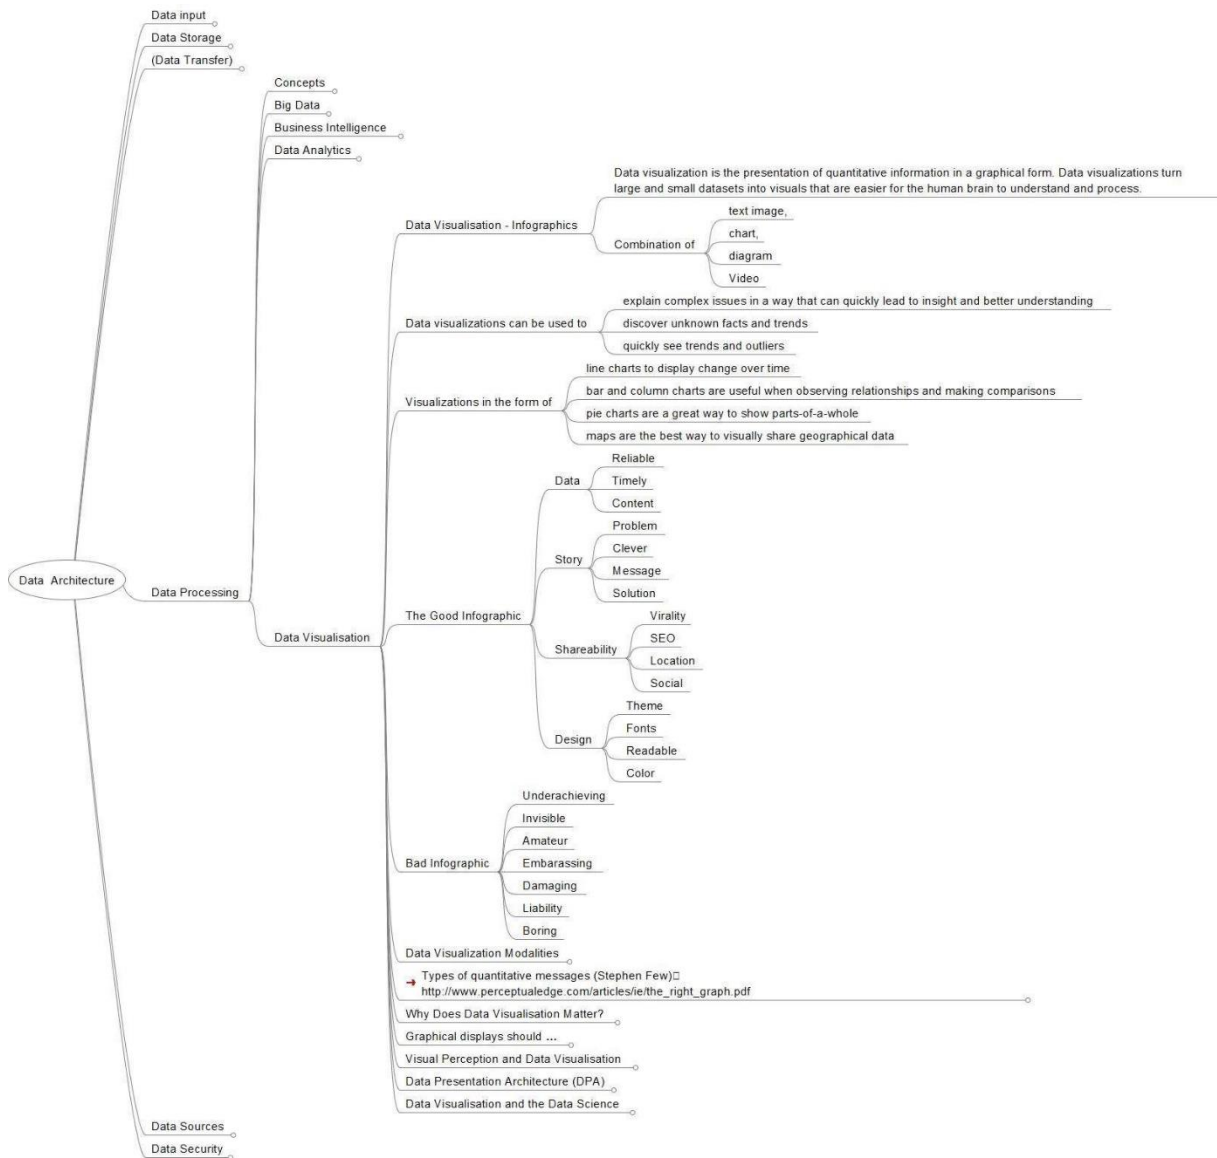 Data input
Data Storage
(Data Transfer)
Concepts
Big Data
Business Intelligence
Data Analytics
Data visualization is the presentation of quantitative information in a graphical form. Data visualizations turn
large and small datasets into visuals that are easier for the human brain to understand and process.
Data Visualisation - Infographics
text image,
chart,
Combination of
diagram
Video
explain complex issues in a way that can quickly lead to insight and better understanding
Data visualizations can be used to
discover unknown facts and trends
quickly see trends and outliers
line charts to display change over time
bar and column charts are useful when observing relationships and making comparisons
Visualizations in the form of
pie charts are a great way to show parts-of-a-whole
maps are the best way to visually share geographical data
Reliable
Data
Timely
Content
Problem
Clever
Story
Message
Solution
Data Architecture
Data Processing
The Good Infographic
Virality
SEO
Data Visualisation
Shareability
Location
Social
Theme
Fonts
Design
Readable
Color
Underachieving
Invisible
Amateur
Bad Infographic
Embarassing
Damaging
Liability
Boring
Data Visualization Modalities
Types of quantitative messages (Stephen Few)
http://www.perceptualedge.com/articles/ie/the_right_graph.pdf
Why Does Data Visualisation Matter?
Graphical displays should ...
Visual Perception and Data Visualisation
Data Presentation Architecture (DPA)
Data Visualisation and the Data Science
Data Sources
Data Security